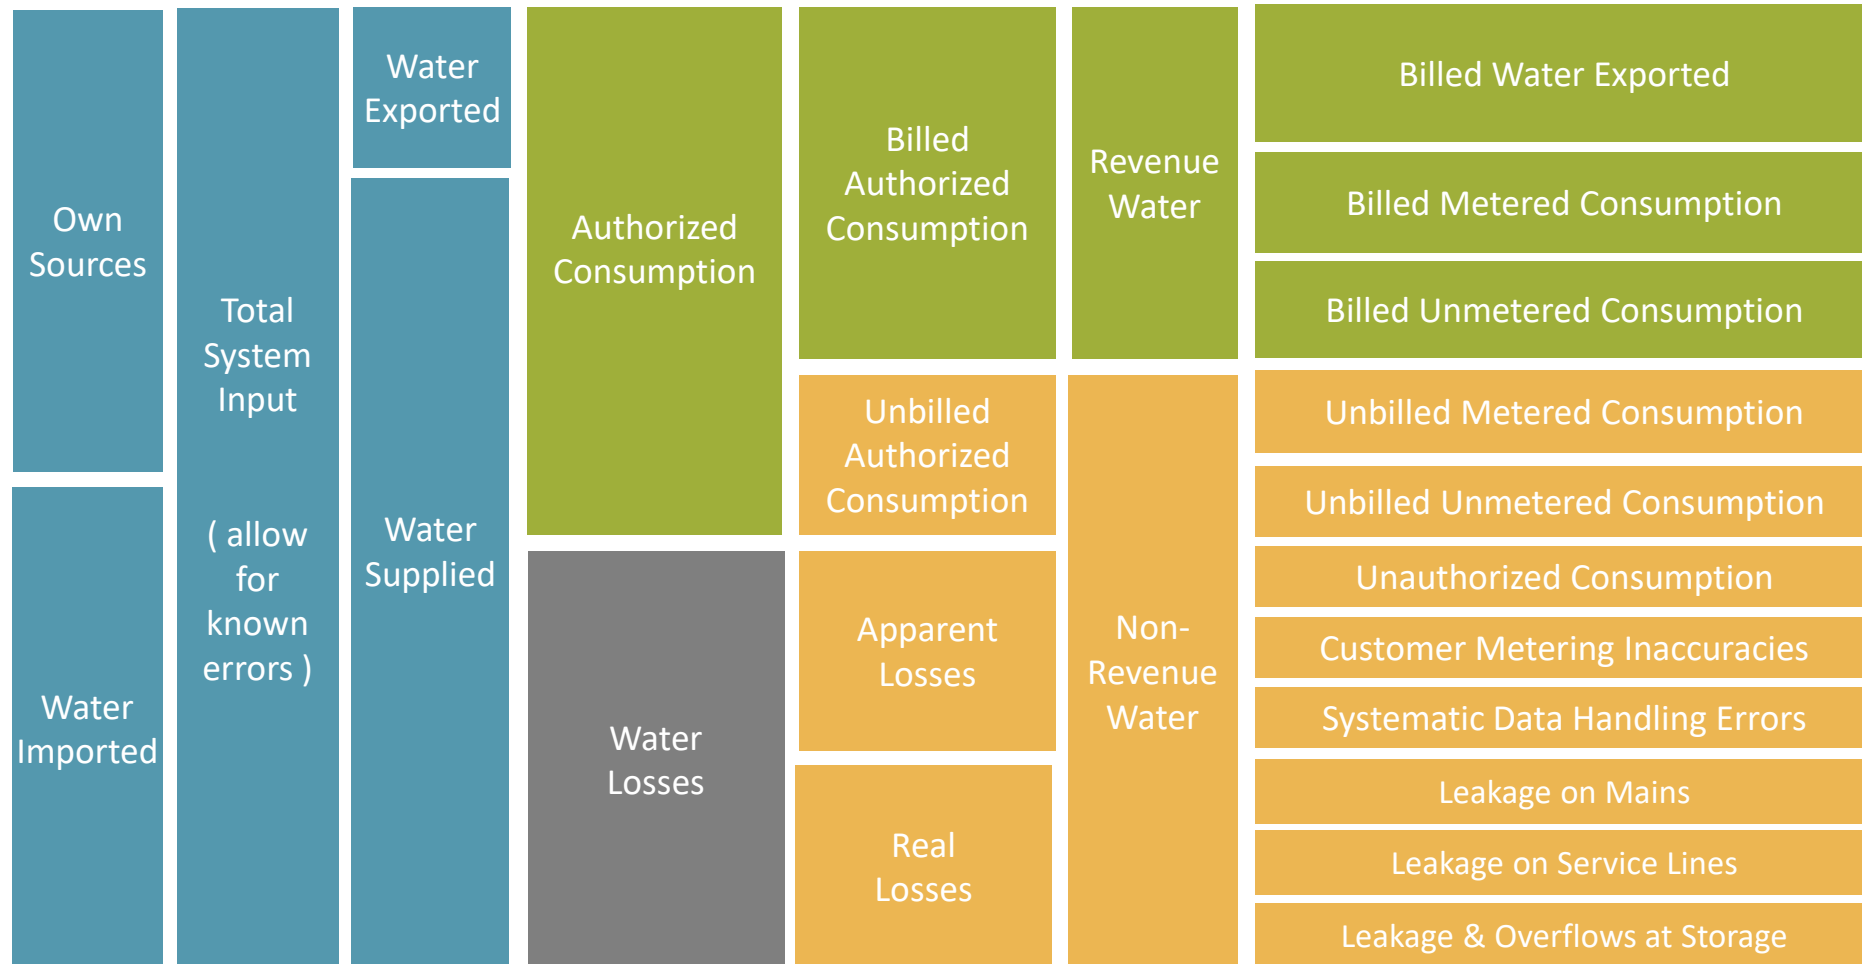 Own
Sources
Water
Imported
Total
System
Input
( allow
for
known
errors )
Water
Exported
Water
Supplied
Authorized
Consumption
Water
Losses
Billed
Authorized
Consumption
Unbilled
Authorized
Consumption
Apparent
Losses
Real
Losses
Revenue
Water
Non-
Revenue
Water
Billed Water Exported
Billed Metered Consumption
Billed Unmetered Consumption
Unbilled Metered Consumption
Unbilled Unmetered Consumption
Unauthorized Consumption
Customer Metering Inaccuracies
Systematic Data Handling Errors
Leakage on Mains
Leakage on Service Lines
Leakage & Overflows at Storage